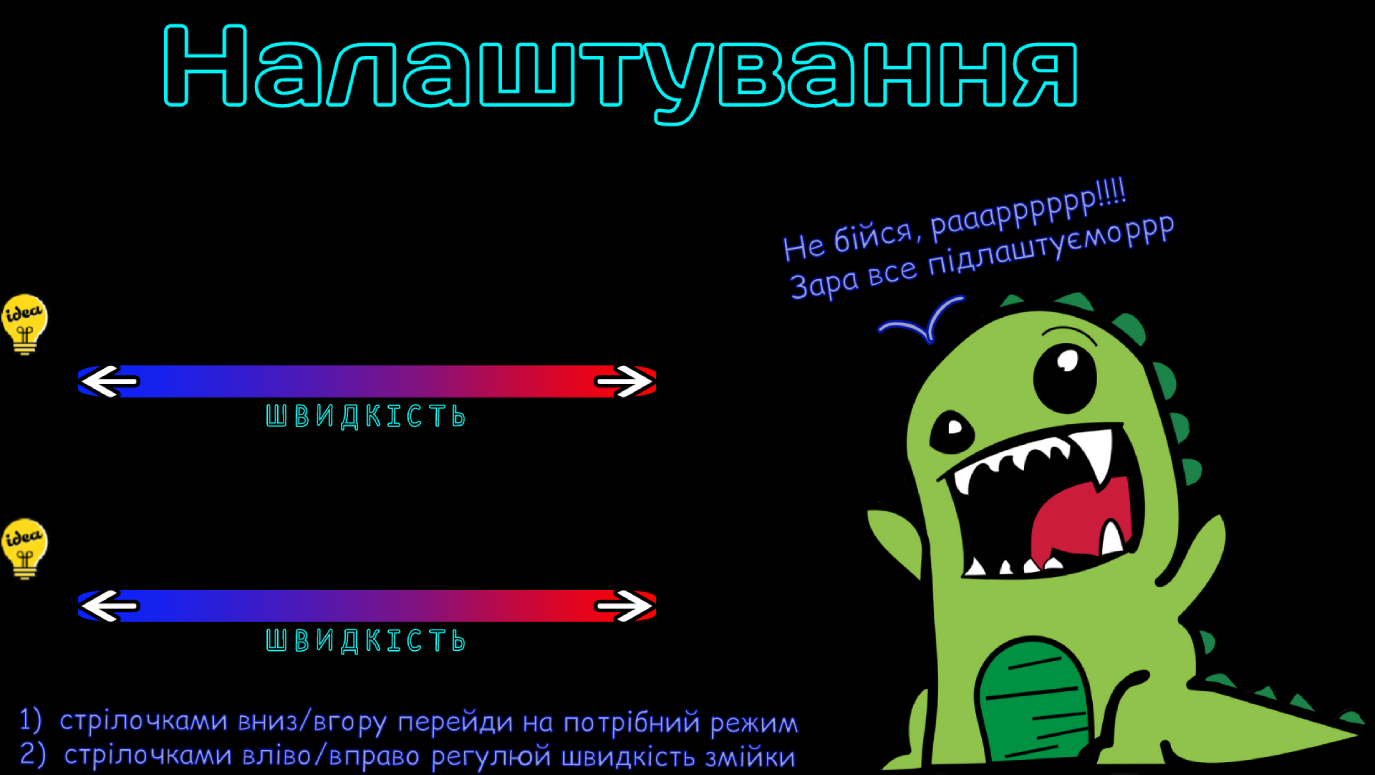 Налаштування
Не бійся, рааарррррр!!!!
Зара все підлаштуєморрр
idea
ШВИДКІСТЬ
idea
ШВИДКІСТЬ
1) стрілочками вниз/вгору перейди на потрібний режим
2) стрілочками вліво/вправо регулюй швидкість змійки